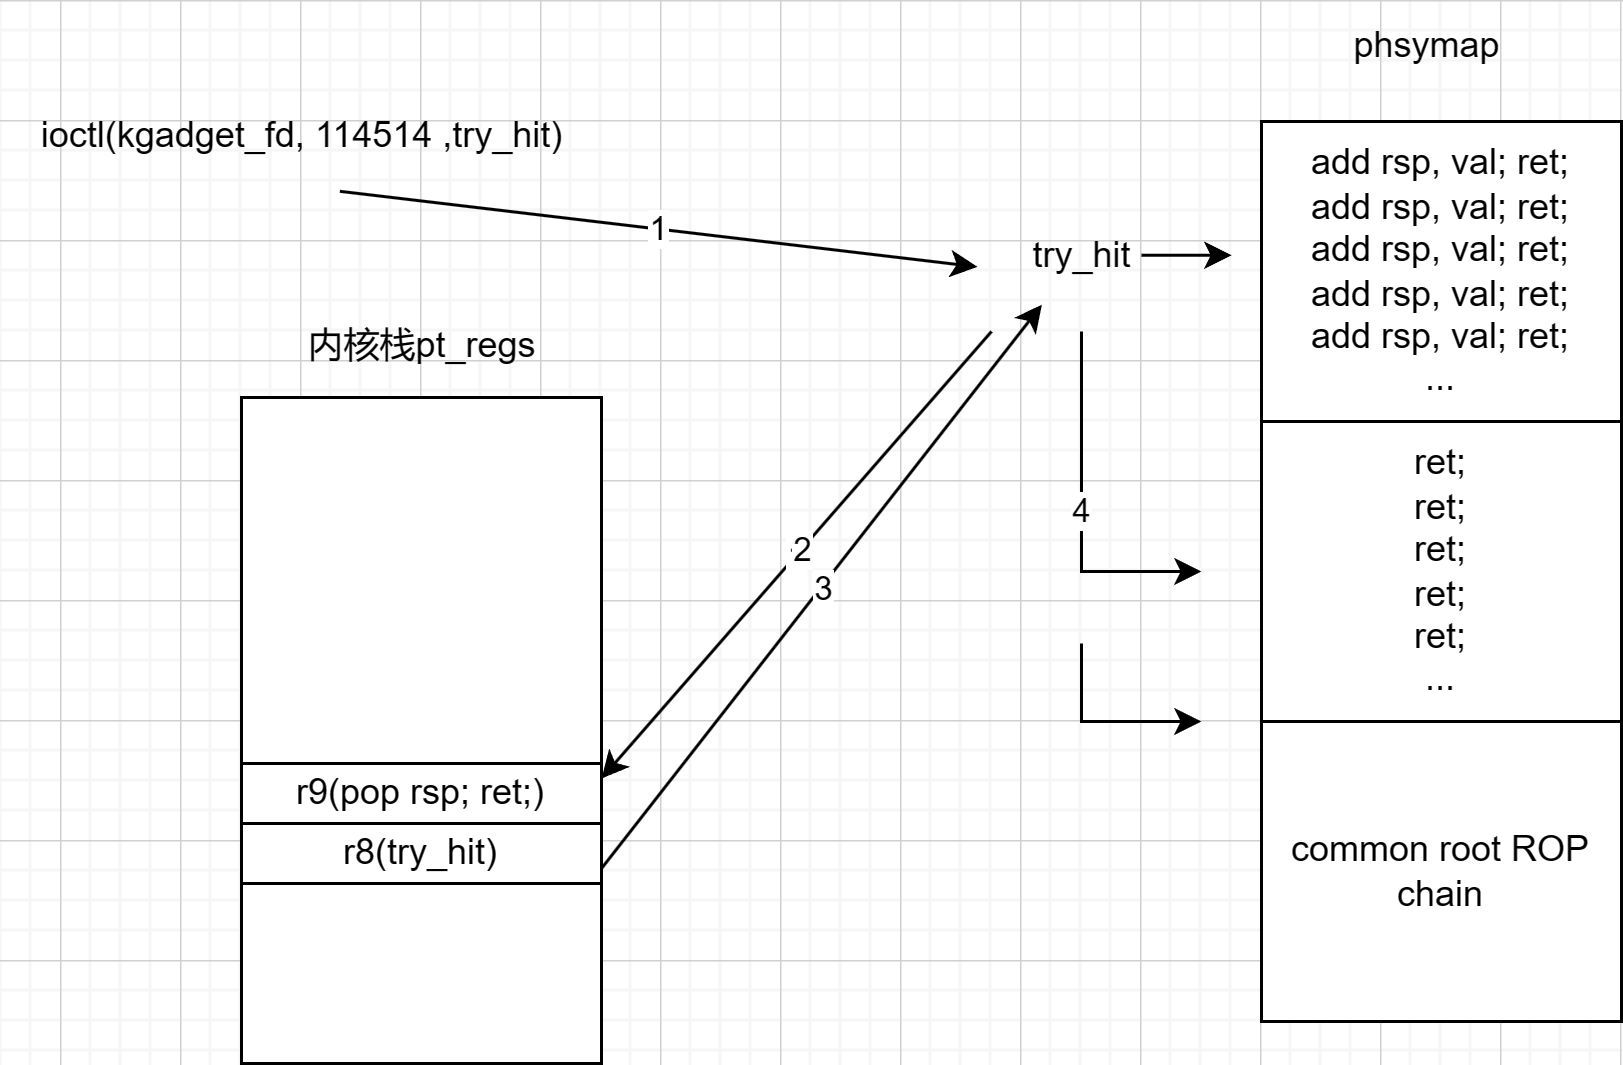 phsymap
ioctl(kgadget_fd, 114514 ,try_hit)
1
try_hit
add rsp, val; ret;
add rsp, val; ret;
add rsp, val; ret;
add rsp, val; ret;
add rsp, val; ret;
...
内核栈pt_regs
2
3
4
r9(pop rsp; ret;)
r8(try_hit)
ret;
ret;
ret;
ret;
ret;
...
common root ROP
chain